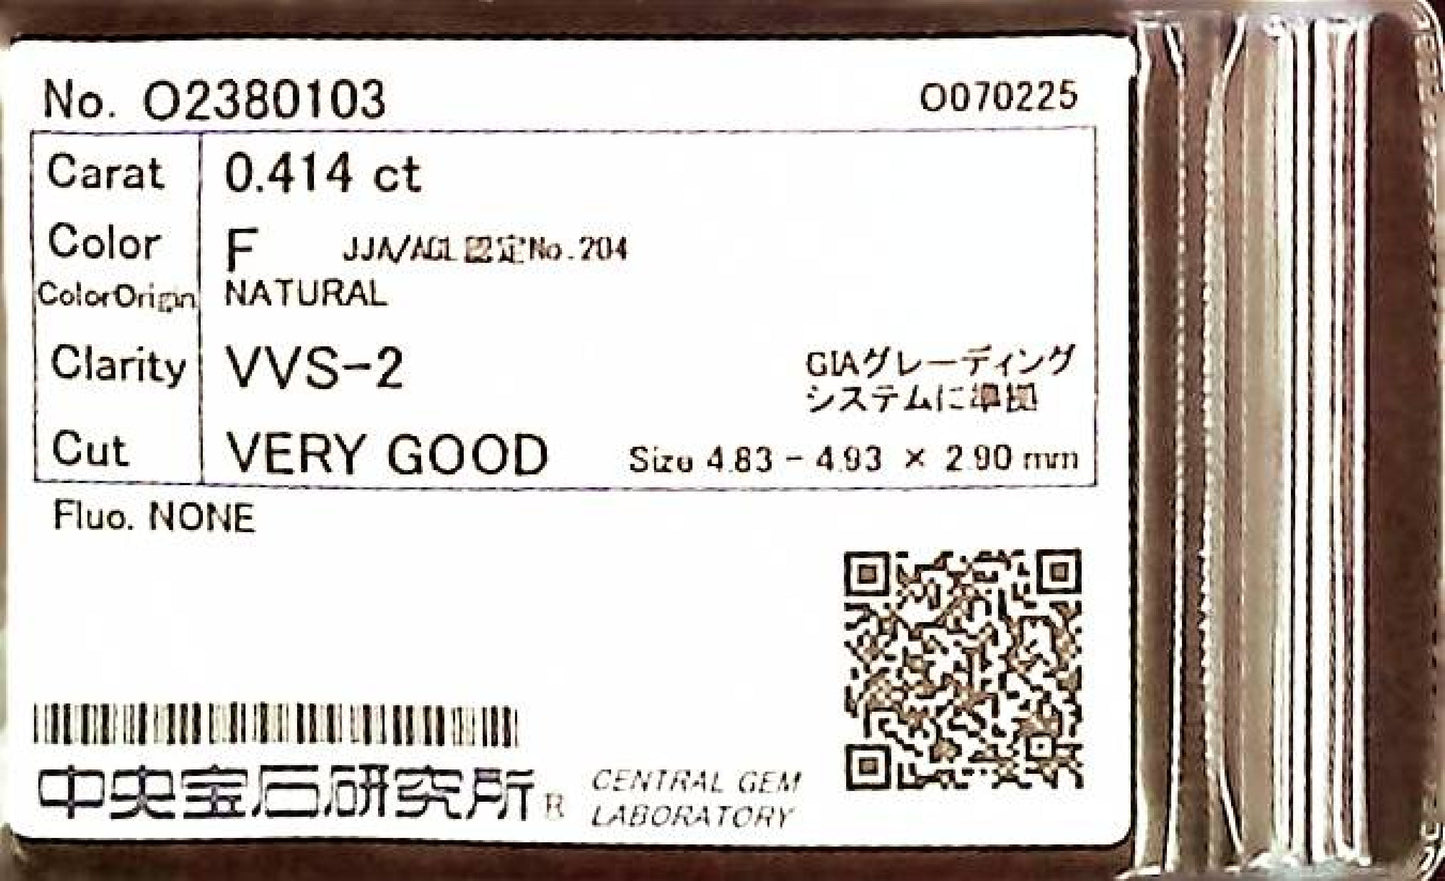 No. O2380103 O070225
Carat 0.414 ct
Color F JJA/AGL認定No.204
ColorOrigin NATURAL
Clarity VVS-2 GIAグレーディング
システムに準拠
Cut VERY GOOD Size 4.83 - 4.93 × 2.90 mm
Fluo. NONE
中央宝石研究所® CENTRAL GEM
LABORATORY